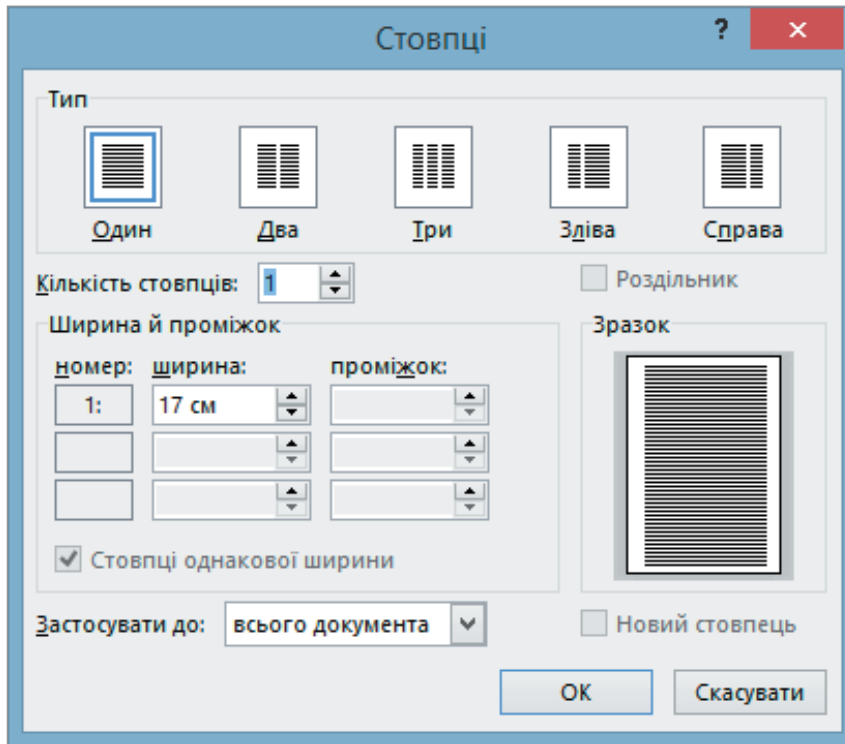 Стовпці ? ×
Тип
Один Два Три Зліва Справа
Кількість стовпців: 1 Роздільник
Ширина й проміжок Зразок
номер: ширина: проміжок:
1: 17 см
Стовпці однакової ширини
Застосувати до: всього документа Новий стовпець
ОК Скасувати